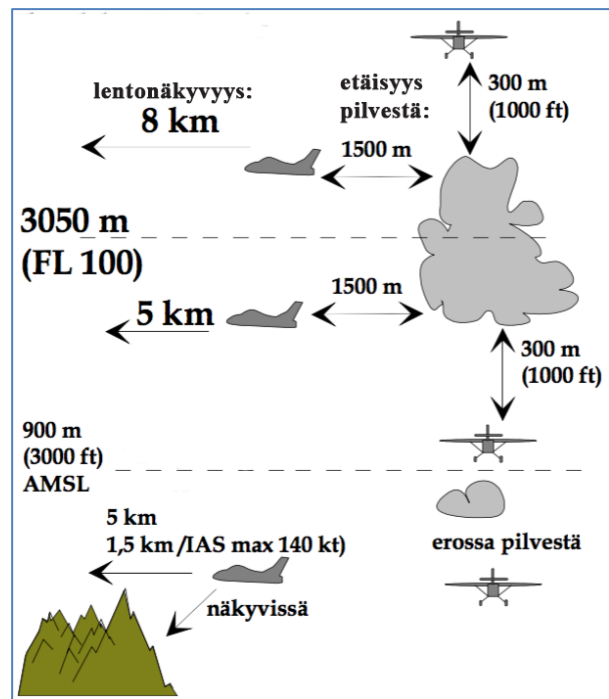 lentonäkyvyys:
8 km
etäisyys
pilvestä:
300 m
(1000 ft)
1500 m
3050 m
(FL 100)
1500 m
5 km
300 m
(1000 ft)
900 m
(3000 ft)
AMSL
5 km
1,5 km/IAS max 140 kt)
erossa pilvestä
näkyvissä